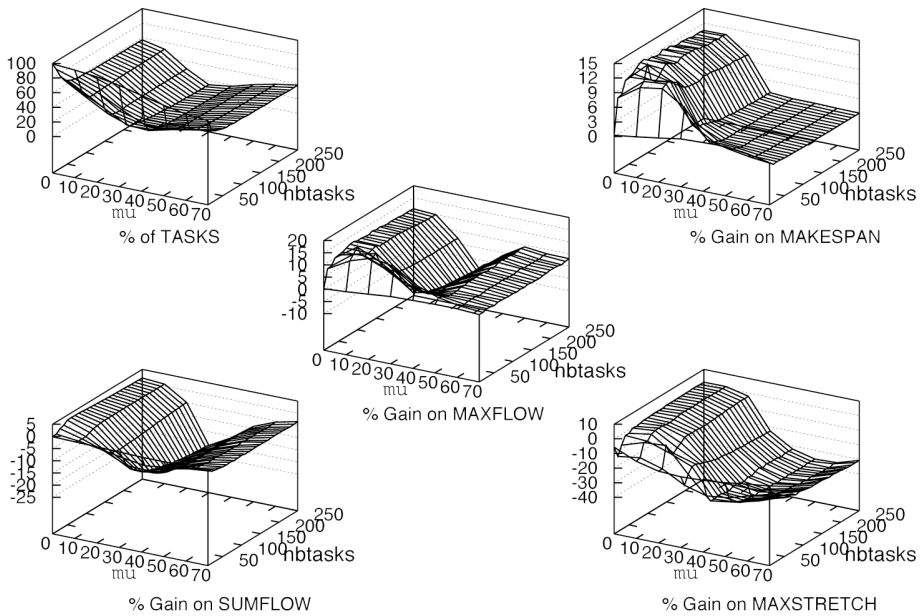 100
80
60
40
20
0
0 10 20 30 40 50 60 70
mu
50 100 150 200 250
nbtasks
% of TASKS
15
12
9
6
3
0
0 10 20 30 40 50 60 70
mu
50 100 150 200 250
nbtasks
% Gain on MAKESPAN
20
15
10
5
0
-5
-10
0 10 20 30 40 50 60 70
mu
50 100 150 200 250
nbtasks
% Gain on MAXFLOW
5
0
-5
-10
-15
-20
-25
0 10 20 30 40 50 60 70
mu
50 100 150 200 250
nbtasks
% Gain on SUMFLOW
10
0
-10
-20
-30
-40
0 10 20 30 40 50 60 70
mu
50 100 150 200 250
nbtasks
% Gain on MAXSTRETCH